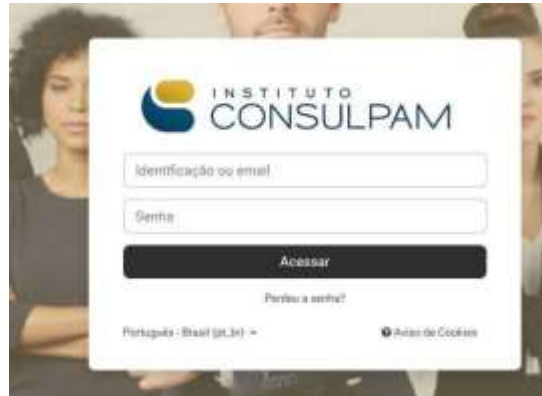 INSTITUTO
CONSULPAM
Identificação ou email
Senha
Acessar
Perdeu a senha?
Português - Brasil (pt_br)
Aviso de Cookies